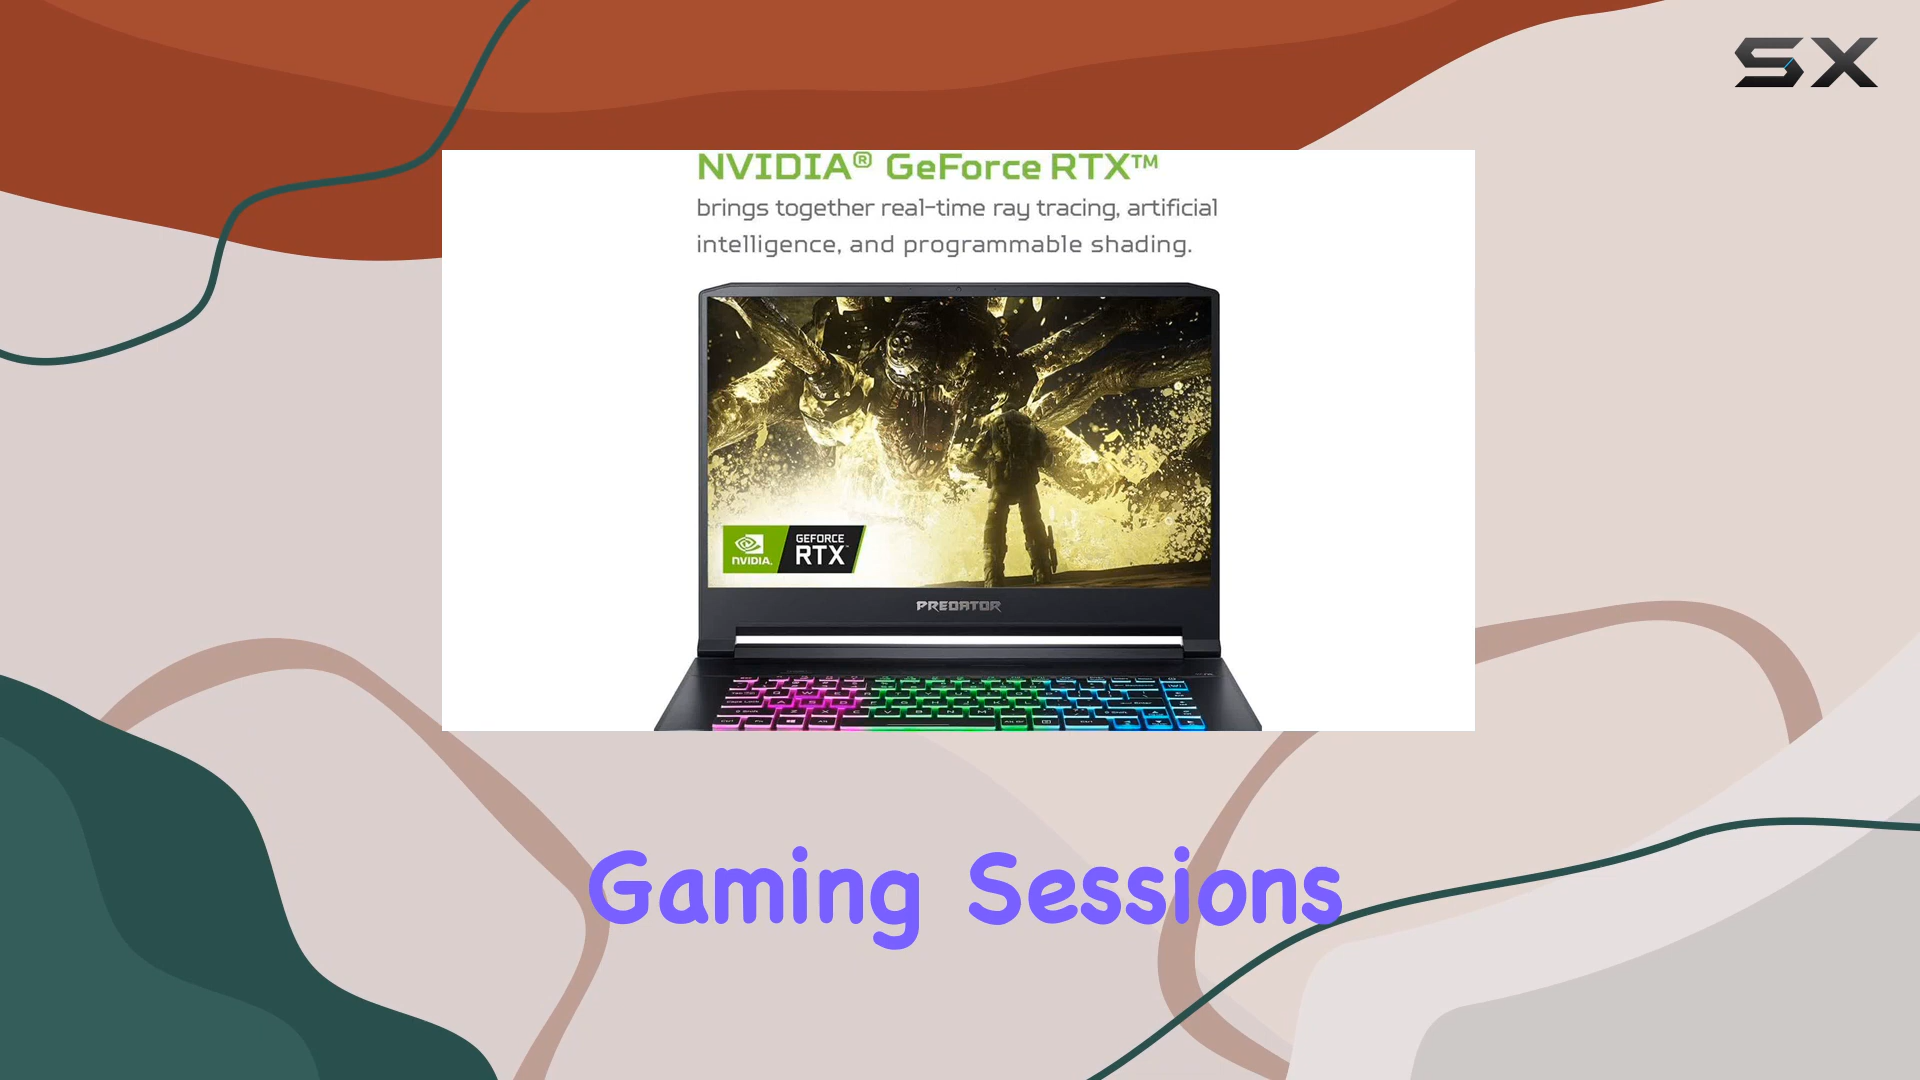 SX
NVIDIA® GeForce RTX™
brings together real-time ray tracing, artificial
intelligence, and programmable shading.
NVIDIA.
GEFORCE
RTX™
PREDATOR
Gaming Sessions